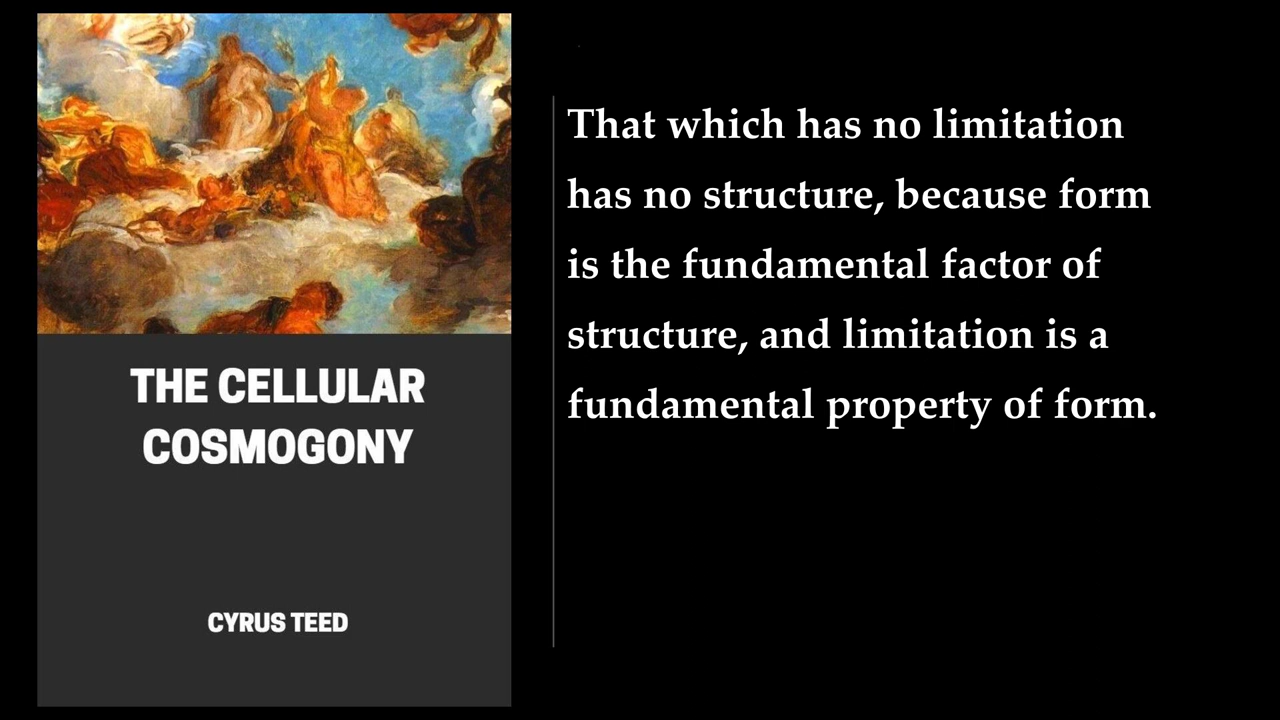 THE CELLULAR
COSMOGONY
CYRUS TEED
That which has no limitation
has no structure, because form
is the fundamental factor of
structure, and limitation is a
fundamental property of form.